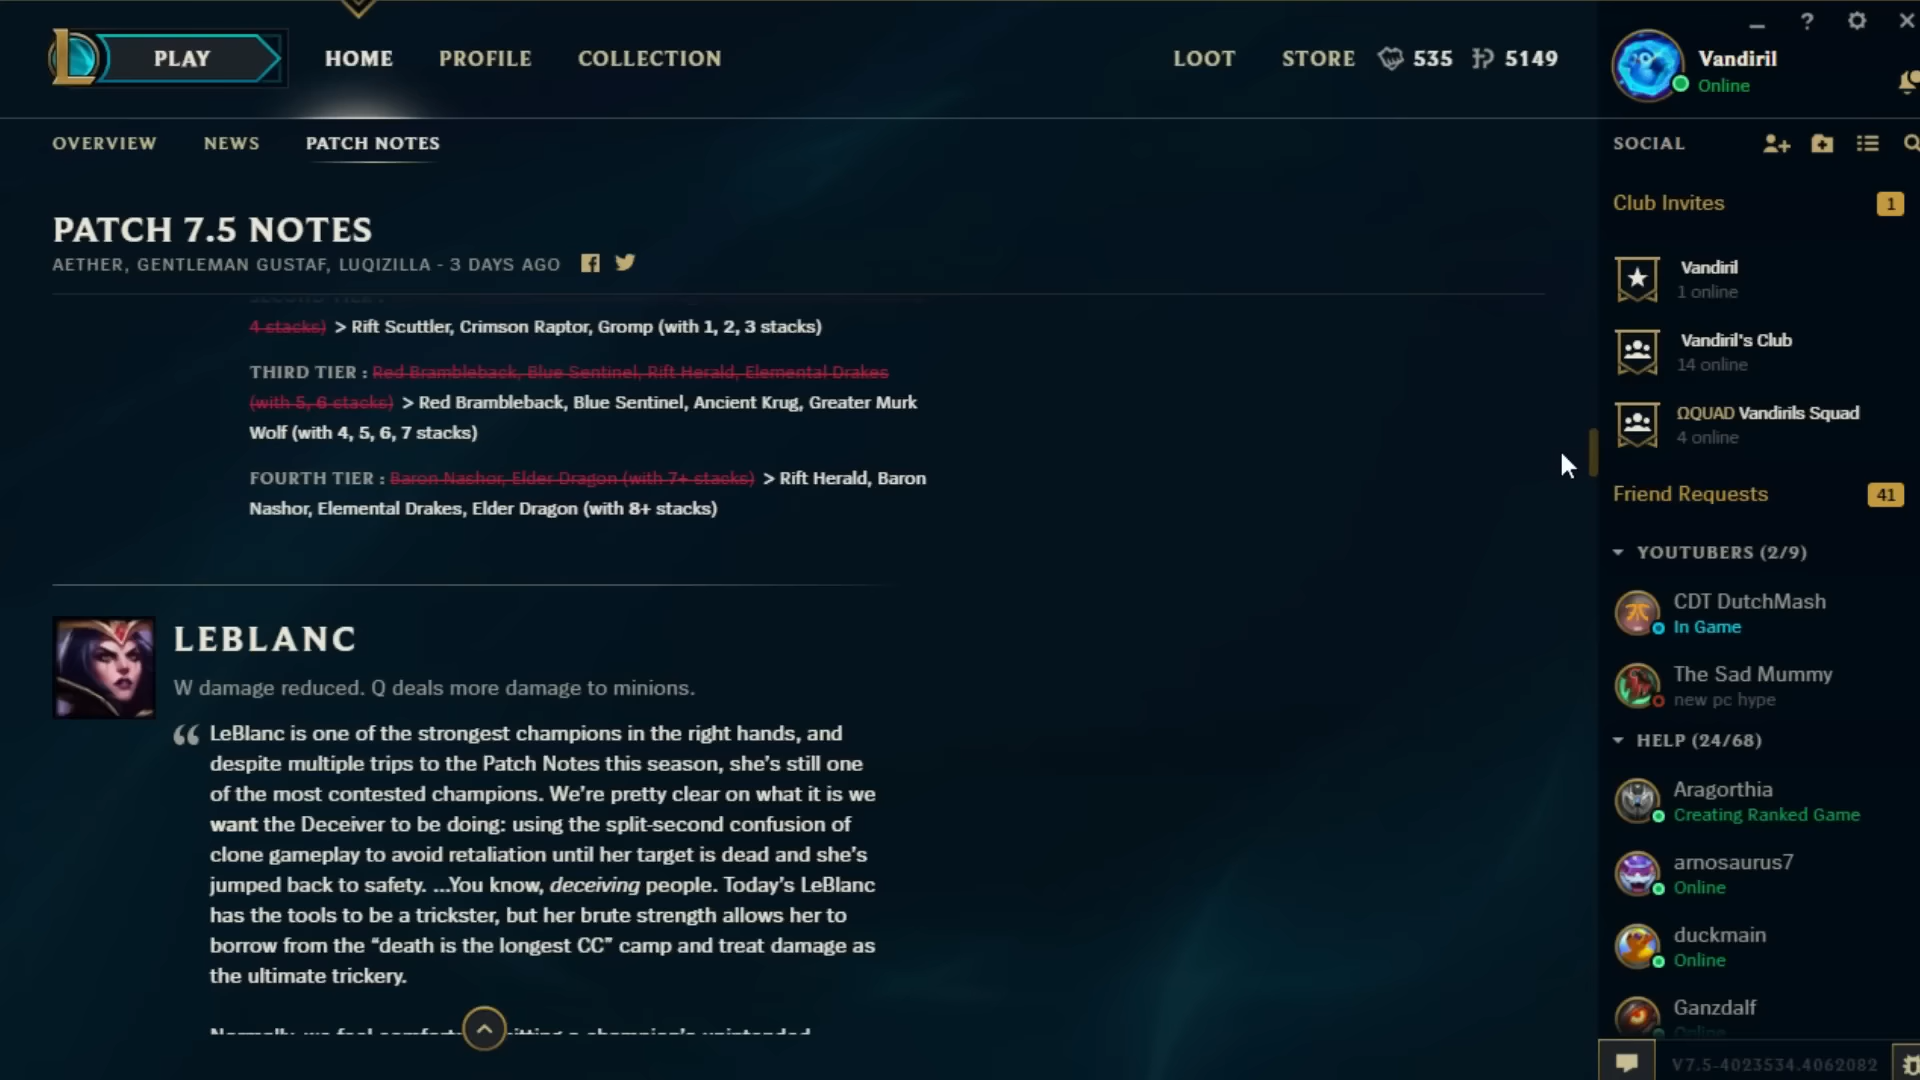 PLAY
HOME
PROFILE
COLLECTION
LOOT
STORE
535
5149
?
Vandiril
Online
OVERVIEW
NEWS
PATCH NOTES
SOCIAL
PATCH 7.5 NOTES
AETHER, GENTLEMAN GUSTAF, LUQIZILLA - 3 DAYS AGO
4 stacks) > Rift Scuttler, Crimson Raptor, Gromp (with 1, 2, 3 stacks)
THIRD TIER : Red Brambleback, Blue Sentinel, Rift Herald, Elemental Drakes
(with 5, 6 stacks) > Red Brambleback, Blue Sentinel, Ancient Krug, Greater Murk
Wolf (with 4, 5, 6, 7 stacks)
FOURTH TIER : Baron Nashor, Elder Dragon (with 7+ stacks) > Rift Herald, Baron
Nashor, Elemental Drakes, Elder Dragon (with 8+ stacks)
LEBLANC
W damage reduced. Q deals more damage to minions.
“ LeBlanc is one of the strongest champions in the right hands, and
despite multiple trips to the Patch Notes this season, she's still one
of the most contested champions. We're pretty clear on what it is we
want the Deceiver to be doing: using the split-second confusion of
clone gameplay to avoid retaliation until her target is dead and she's
jumped back to safety. ...You know, deceiving people. Today's LeBlanc
has the tools to be a trickster, but her brute strength allows her to
borrow from the “death is the longest CC” camp and treat damage as
the ultimate trickery.
Club Invites
1
Vandiril
1 online
Vandiril's Club
14 online
ΩQUAD Vandirils Squad
4 online
Friend Requests
41
YOUTUBERS (2/9)
CDT DutchMash
In Game
The Sad Mummy
new pc hype
HELP (24/68)
Aragorthia
Creating Ranked Game
arnosaurus7
Online
duckmain
Online
Ganzdalf
Online
V7.5-4023534.4062082